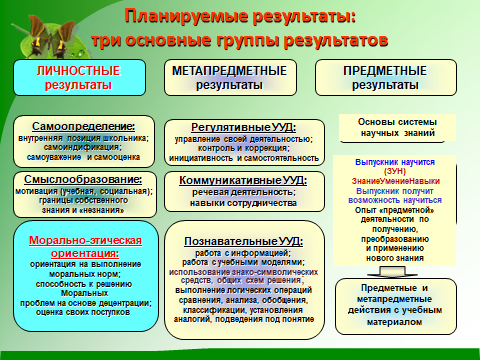 Планируемые результаты:
три основные группы результатов
ЛИЧНОСТНЫЕ
результаты
МЕТАПРЕДМЕТНЫЕ
результаты
ПРЕДМЕТНЫЕ
результаты
Самоопределение:
внутренняя позиция школьника;
самоиндификация;
самоуважение и самооценка
Смыслообразование:
мотивация (учебная, социальная);
границы собственного
знания и «незнания»
Морально-этическая
ориентация:
ориентация на выполнение
моральных норм;
способность к решению
Моральных
проблем на основе децентрации;
оценка своих поступков
Регулятивные УУД:
управление своей деятельностью;
контроль и коррекция;
инициативность и самостоятельность
Коммуникативные УУД:
речевая деятельность;
навыки сотрудничества
Познавательные УУД:
работа с информацией;
работа с учебными моделями;
использование знако-символических
средств, общих схем решения;
выполнение логических операций
сравнения, анализа, обобщения,
классификации, установления
аналогий, подведения под понятие
Основы системы
научных знаний
Выпускник научится
(ЗУН)
ЗнаниеУмениеНавыки
Выпускник получит
возможность научиться
Опыт «предметной»
деятельности по
получению,
преобразованию
и применению
нового знания
Предметные и
метапредметные
действия с учебным
материалом